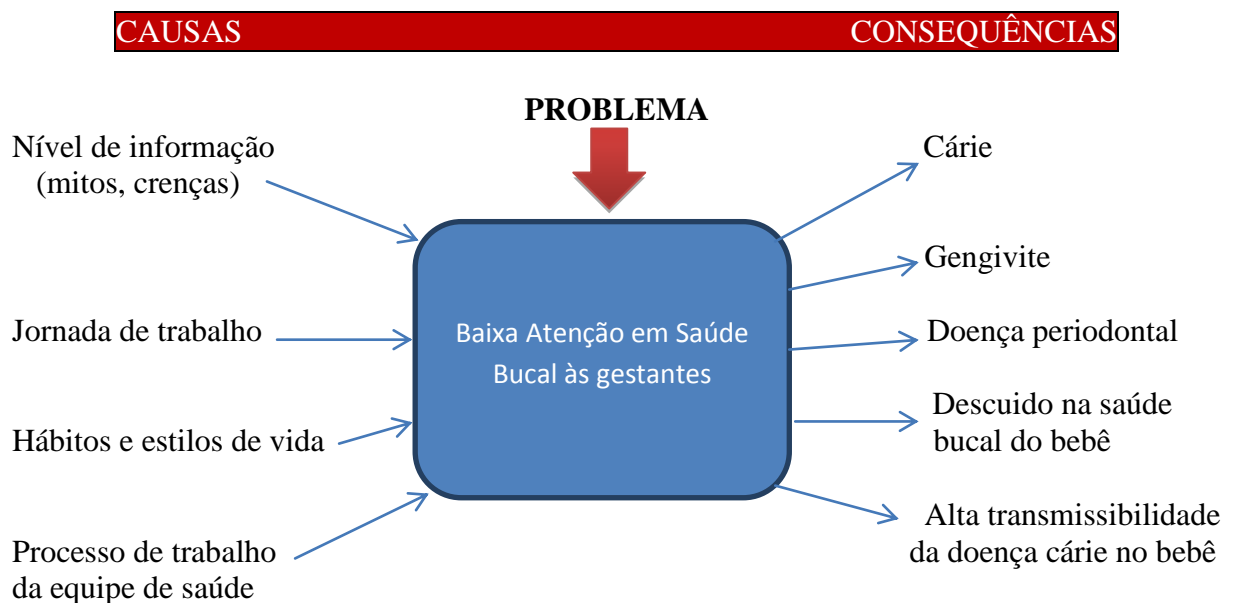 CAUSAS CONSEQUÊNCIAS
PROBLEMA
Nível de informação
(mitos, crenças)
Jornada de trabalho
Hábitos e estilos de vida
Processo de trabalho
da equipe de saúde
Baixa Atenção em Saúde
Bucal às gestantes
Cárie
Gengivite
Doença periodontal
Descuido na saúde
bucal do bebê
Alta transmissibilidade
da doença cárie no bebê